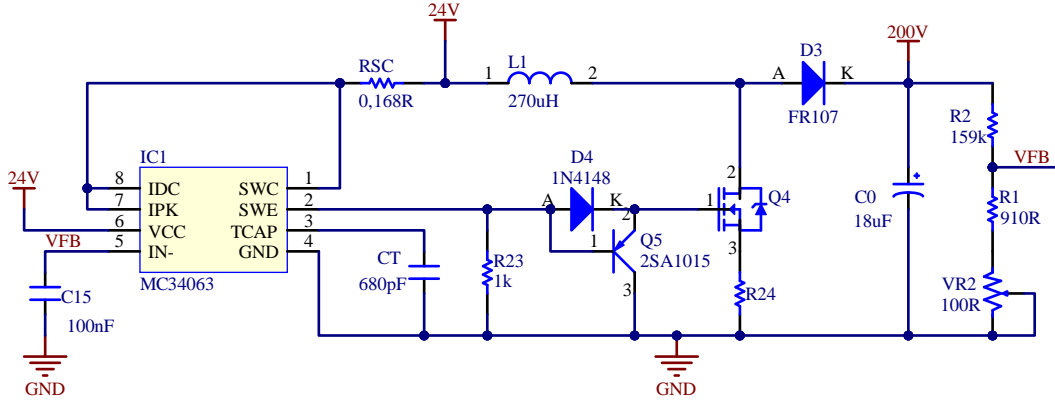 24V
200V
RSC
0,168R
1
L1
2
270uH
D3
A
K
FR107
R2
159k
VFB
IC1
24V
8
IDC
SWC
1
7
IPK
SWE
2
6
VCC
TCAP
3
VFB
5
IN-
GND
4
MC34063
C15
100nF
GND
CT
680pF
R23
1k
D4
1N4148
A
K
2
1
Q5
2SA1015
3
2
1
Q4
3
R24
GND
C0
18uF
+
R1
910R
VR2
100R